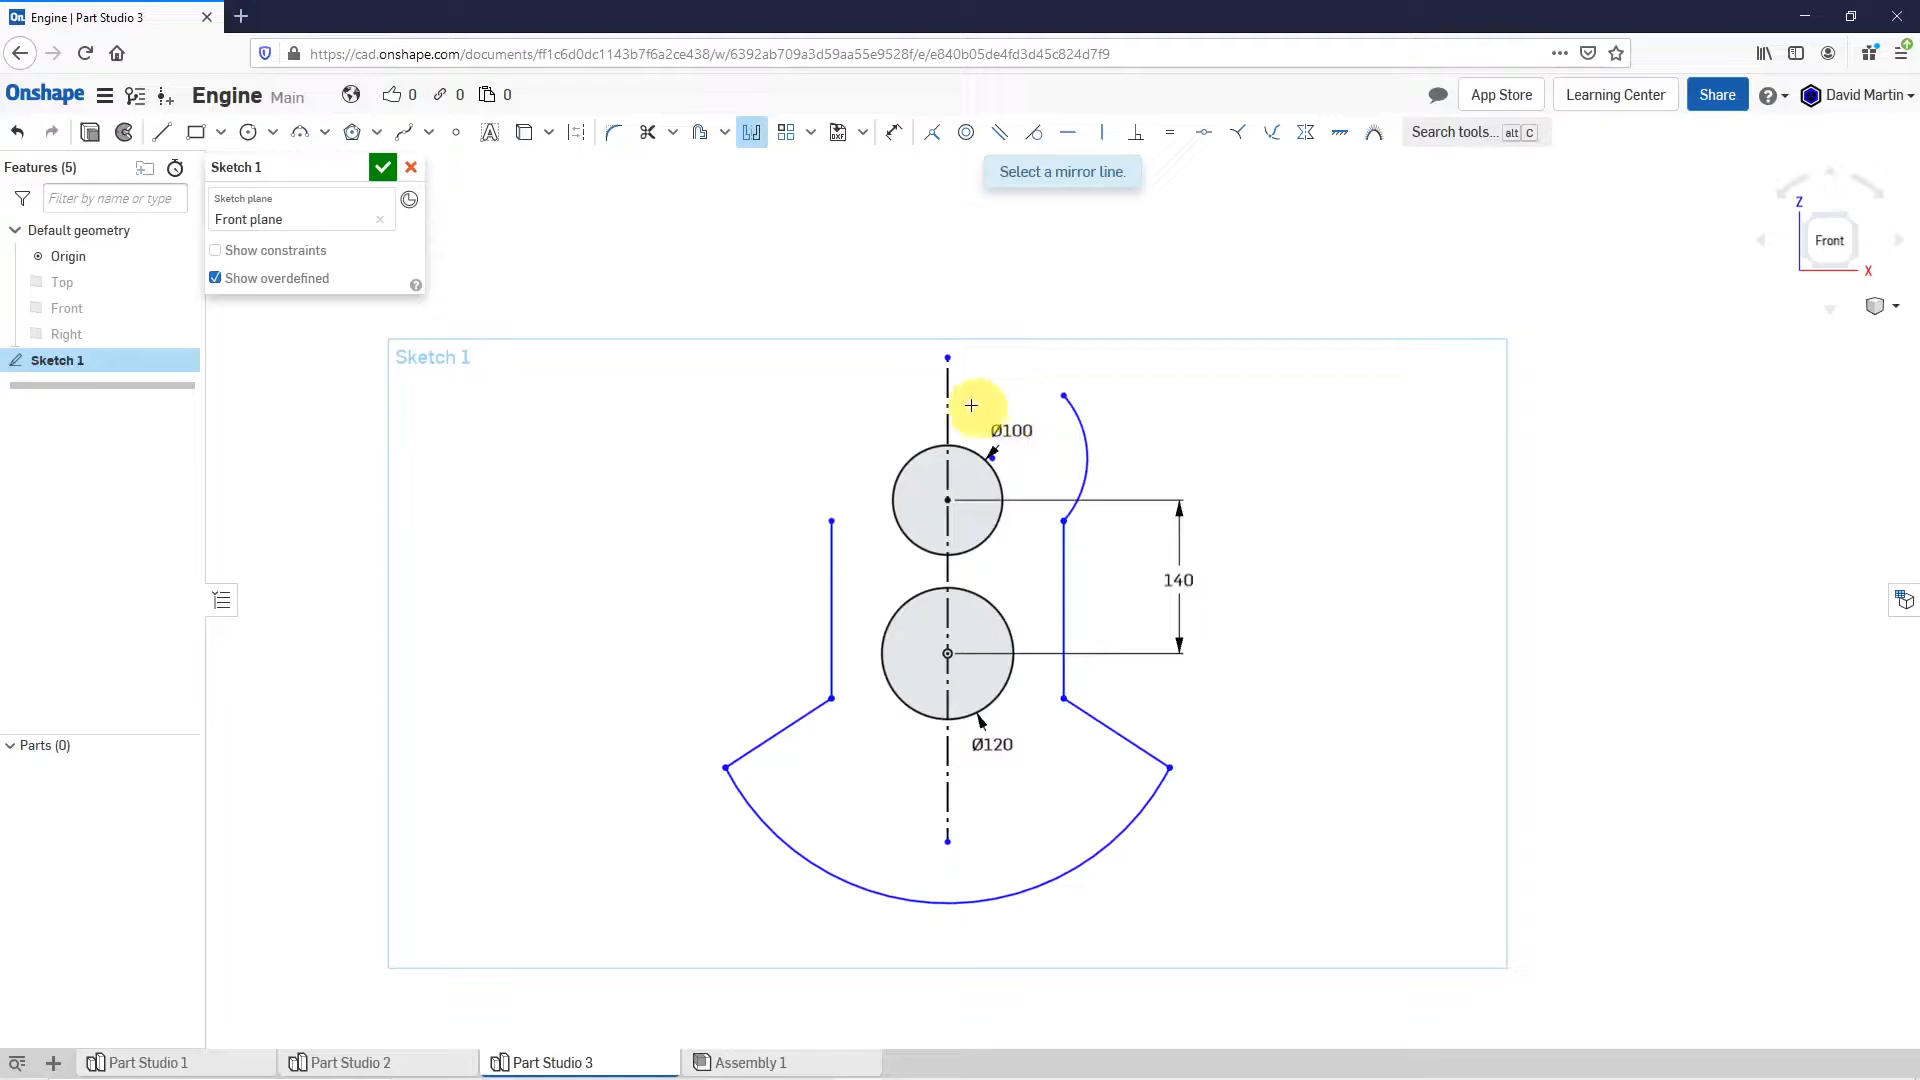 On Engine | Part Studio 3
https://cad.onshape.com/documents/ff1c6d0dc1143b7f6a2ce438/w/6392ab709a3d59aa55e9528f/e/e840b05de4fd3d45c824d7f9
Onshape Engine Main 0 0 0 App Store Learning Center Share David Martin
Search tools... alt C
Features (5) Sketch 1
Select a mirror line.
Filter by name or type
Sketch plane
Front plane
Default geometry
Show constraints
Origin
Show overdefined
Top
Front
Right
Sketch 1
Z
Front
X
Sketch 1
Ø100
140
Ø120
Parts (0)
Part Studio 1 Part Studio 2 Part Studio 3 Assembly 1